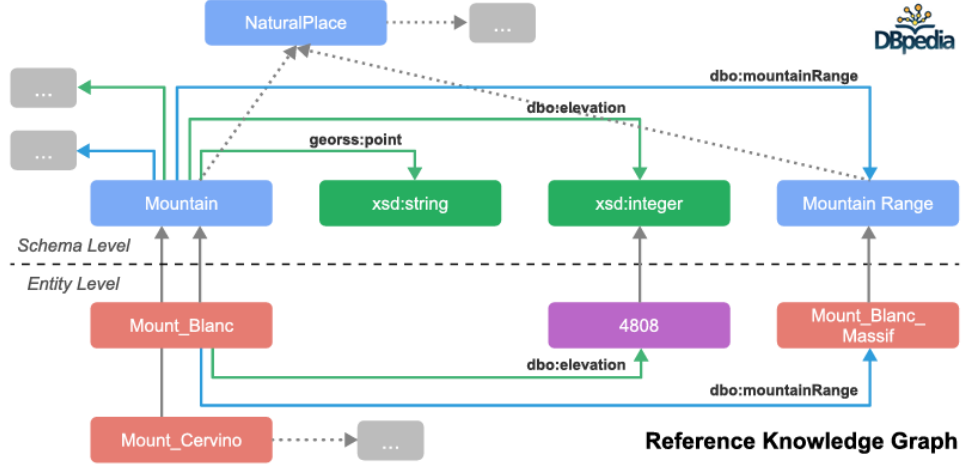 NaturalPlace
...
DBpedia
...
dbo:mountainRange
dbo:elevation
...
georss:point
Mountain
xsd:string
xsd:integer
Mountain Range
Schema Level
Entity Level
Mount_Blanc
4808
Mount_Blanc_
Massif
dbo:elevation
dbo:mountainRange
Mount_Cervino
...
Reference Knowledge Graph